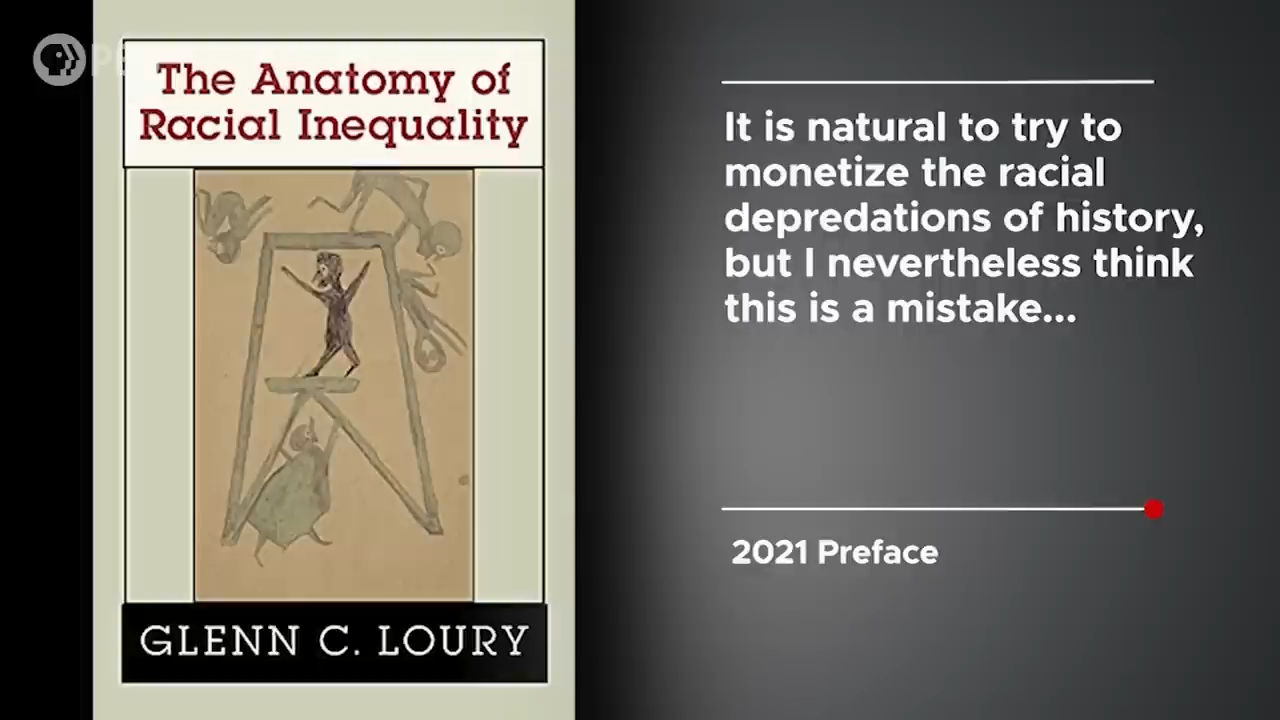 PBS
The Anatomy of
Racial Inequality
GLENN C. LOURY
It is natural to try to
monetize the racial
depredations of history,
but I nevertheless think
this is a mistake...
2021 Preface